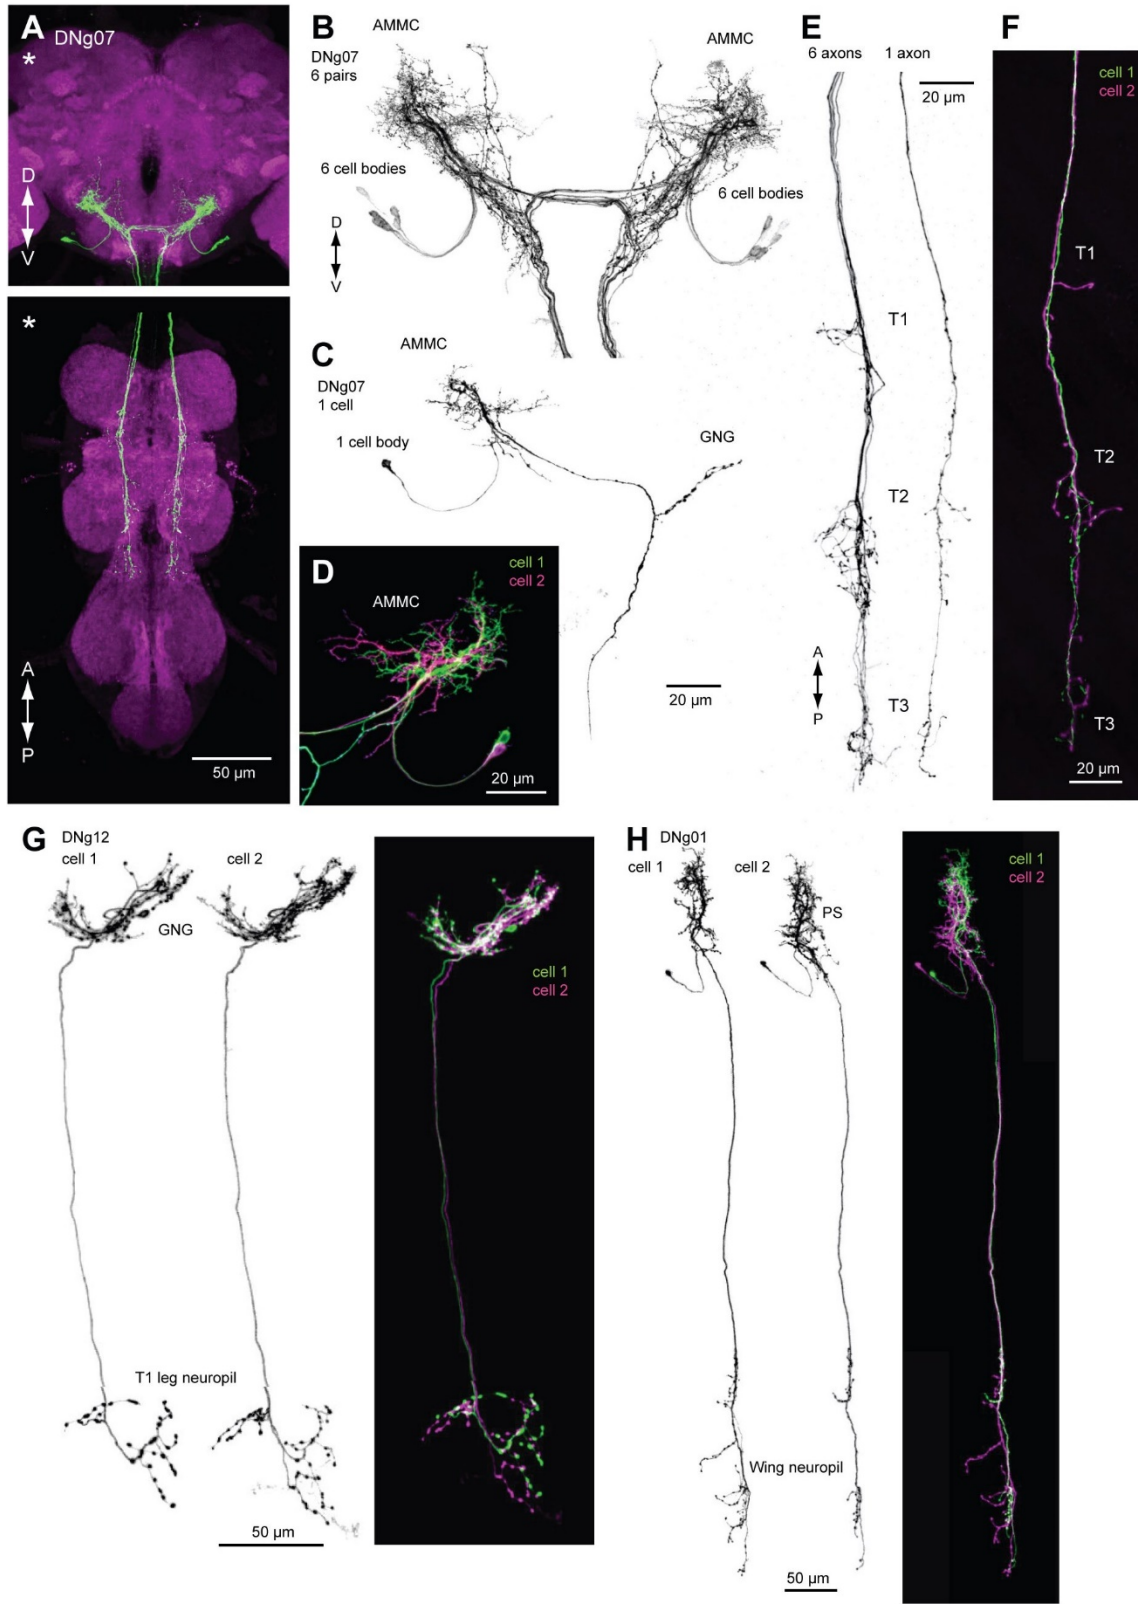 A
DNg07
*
D
V
*
A
P
50 µm
B
AMMC
AMMC
DNg07
6 pairs
6 cell bodies
6 cell bodies
D
V
C
AMMC
DNg07
1 cell
1 cell body
GNG
20 µm
D
cell 1
cell 2
AMMC
20 µm
E
6 axons
1 axon
20 µm
T1
T2
A
P
T3
F
cell 1
cell 2
T1
T2
T3
20 µm
G
DNg12
cell 1
cell 2
GNG
cell 1
cell 2
T1 leg neuropil
50 µm
H
DNg01
cell 1
cell 2
PS
cell 1
cell 2
Wing neuropil
50 µm